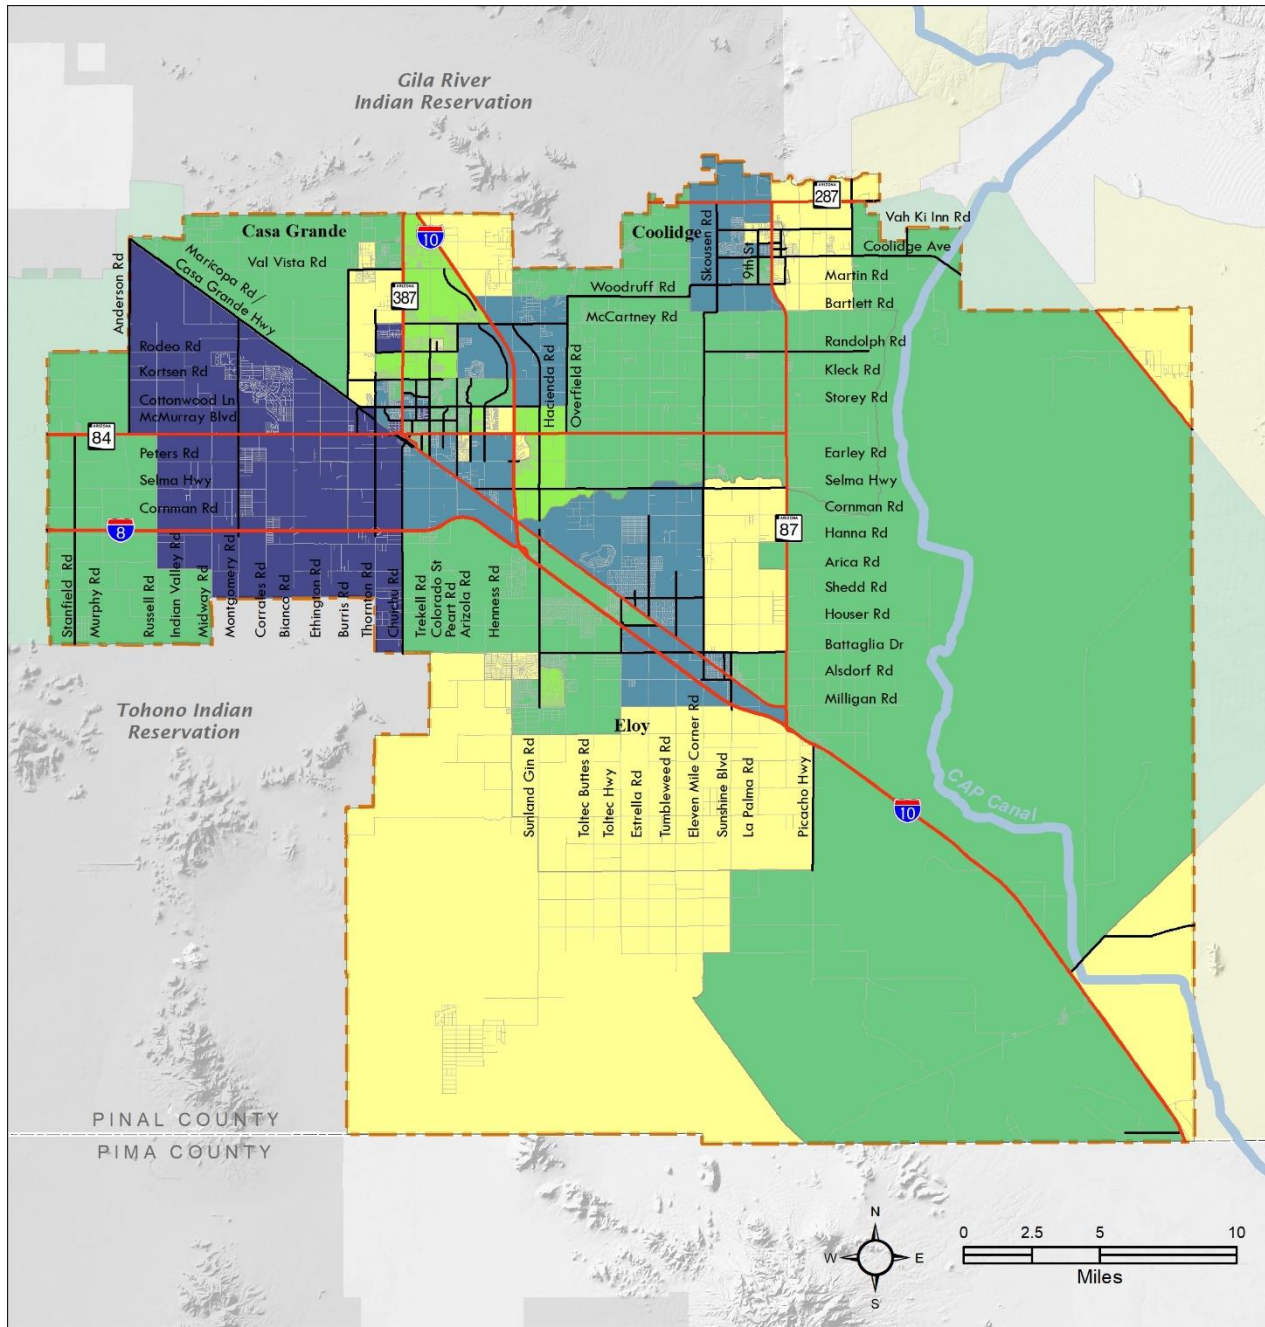 Gila River
Indian Reservation
ARIZONA
287
Casa Grande
10
Coolidge
Vah Ki Inn Rd
Coolidge Ave
Val Vista Rd
Maricopa Rd/
Casa Grande Hwy
Anderson Rd
Skousen Rd
9th St
ARIZONA
387
Woodruff Rd
McCartney Rd
Martin Rd
Bartlett Rd
Rodeo Rd
Kortsen Rd
Cottonwood Ln
McMurray Blvd
Hacienda Rd
Overfield Rd
Randolph Rd
Kleck Rd
Storey Rd
ARIZONA
84
Peters Rd
Selma Hwy
Cornman Rd
Earley Rd
Selma Hwy
Cornman Rd
Hanna Rd
Arica Rd
Shedd Rd
Houser Rd
Battaglia Dr
Alsdorf Rd
Milligan Rd
ARIZONA
87
8
Stanfield Rd
Murphy Rd
Russell Rd
Indian Valley Rd
Midway Rd
Montgomery Rd
Corrales Rd
Bianco Rd
Ethington Rd
Burris Rd
Thornton Rd
Chuichu Rd
Trekell Rd
Colorado St
Peart Rd
Arizola Rd
Henness Rd
Tohono Indian
Reservation
Eloy
Sunland Gin Rd
Toltec Buttes Rd
Toltec Hwy
Estrella Rd
Tumbleweed Rd
Eleven Mile Corner Rd
Sunshine Blvd
La Palma Rd
Picacho Hwy
10
CAP Canal
PINAL COUNTY
PIMA COUNTY
N
W
E
S
0 2.5 5 10
Miles